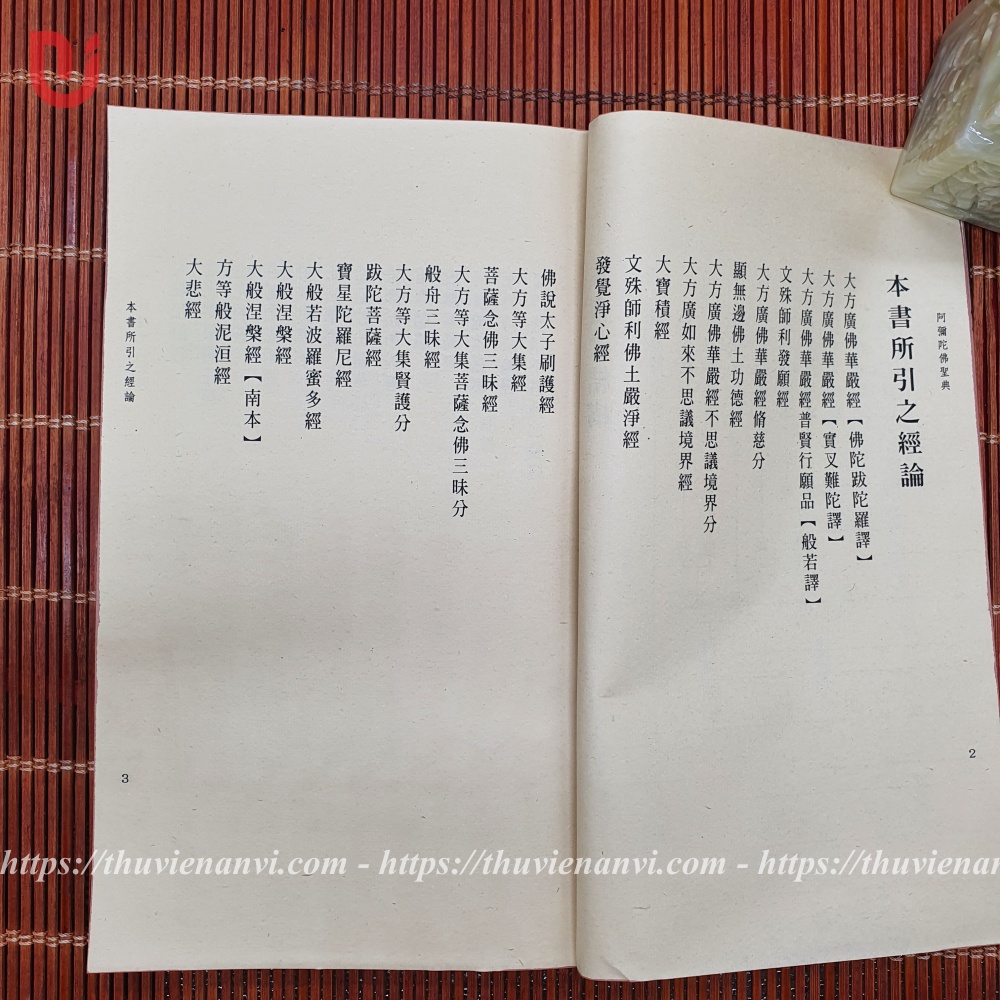 阿彌陀佛聖典
本書所引之經論
大方廣佛華嚴經【佛陀跋陀羅譯】
大方廣佛華嚴經【實叉難陀譯】
大方廣佛華嚴經普賢行願品【般若譯】
文殊師利發願經
大方廣佛華嚴經脩慈分
顯無邊佛土功德經
大方廣佛華嚴經不思議境界分
大方廣如來不思議境界經
大寶積經
文殊師利佛土嚴淨經
發覺淨心經
2
佛說太子刷護經
大方等大集經
菩薩念佛三昧經
大方等大集菩薩念佛三昧分
般舟三昧經
大方等大集賢護分
跋陀菩薩經
寶星陀羅尼經
大般若波羅蜜多經
大般涅槃經
大般涅槃經【南本】
方等般泥洹經
大悲經
本書所引之經論
3
https://thuvienanvi.com - https://thuvienanvi.com - https://thuvienanvi.com